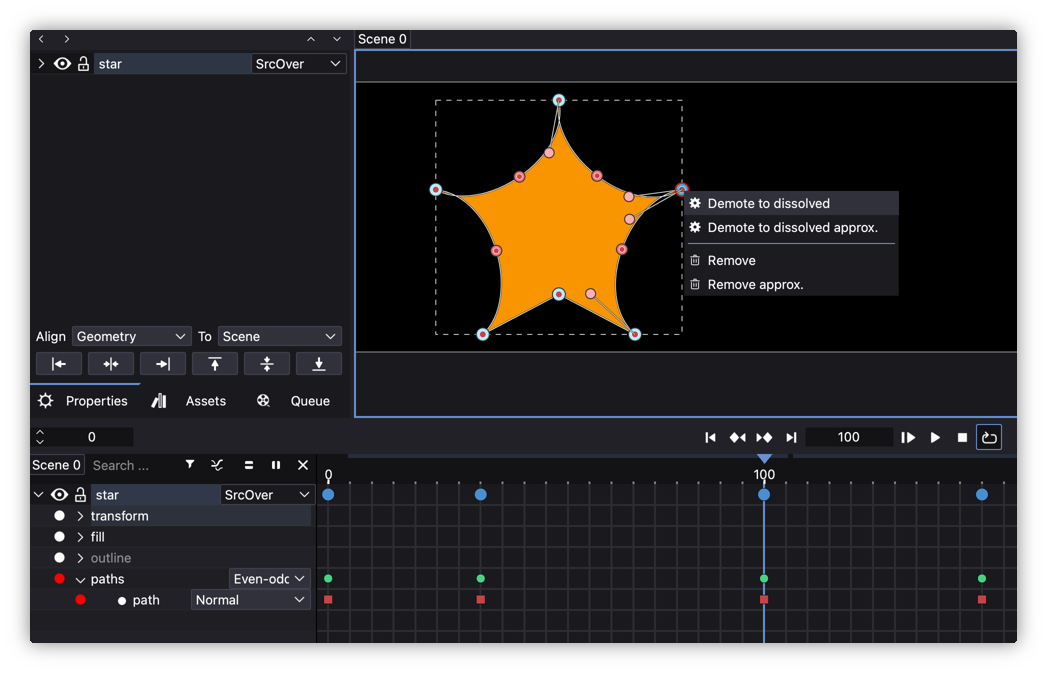 Scene 0
star SrcOver
Demote to dissolved
Demote to dissolved approx.
Remove
Remove approx.
Align Geometry To Scene
Properties Assets Queue
0 100
Scene 0 Search ... 0 100
star SrcOver
transform
fill
outline
paths Even-odd
path Normal